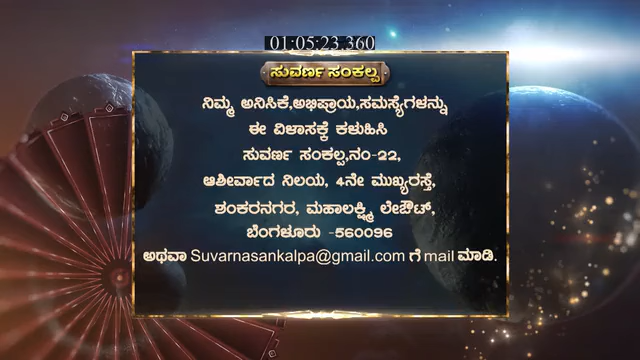 01:05:23.360
ಸುವರ್ಣ ಸಂಕಲ್ಪ
ನಿಮ್ಮ ಅನಿಸಿಕೆ,ಅಭಿಪ್ರಾಯ,ಸಮಸ್ಯೆಗಳನ್ನು
ಈ ವಿಳಾಸಕ್ಕೆ ಕಳುಹಿಸಿ
ಸುವರ್ಣ ಸಂಕಲ್ಪ,ನಂ-22,
ಆಶೀರ್ವಾದ ನಿಲಯ, 4ನೇ ಮುಖ್ಯರಸ್ತೆ,
ಶಂಕರನಗರ, ಮಹಾಲಕ್ಷ್ಮಿ ಲೇಔಟ್,
ಬೆಂಗಳೂರು -560096
ಅಥವಾ Suvarnasankalpa@gmail.com ಗೆ mail ಮಾಡಿ.